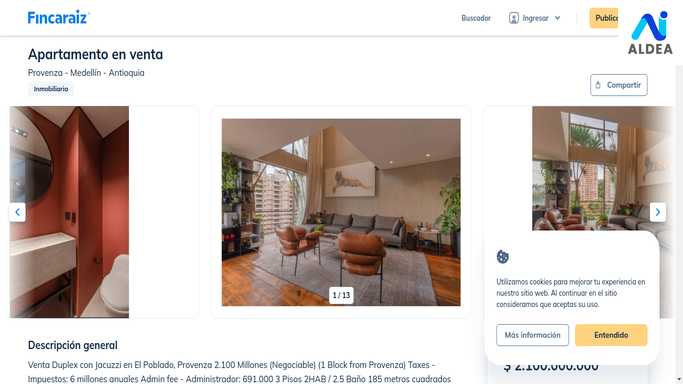 Fincaraíz
Buscador
Ingresar
ALDEA
Apartamento en venta
Provenza - Medellín - Antioquia
Inmobiliario
Compartir
1 / 13
Utilizamos cookies para mejorar tu experiencia en
nuestro sitio web. Al continuar en el sitio
consideramos que aceptas su uso.
Más información
Entendido
Descripción general
Venta Duplex con Jacuzzi en El Poblado, Provenza 2.100 Millones (Negociable) (1 Block from Provenza) Taxes -
Impuestos: 6 millones anuales Admin fee - Administrador: 691.000 3 Pisos 2HAB / 2.5 Baño 185 metros cuadrados
$ 2.100.000.000